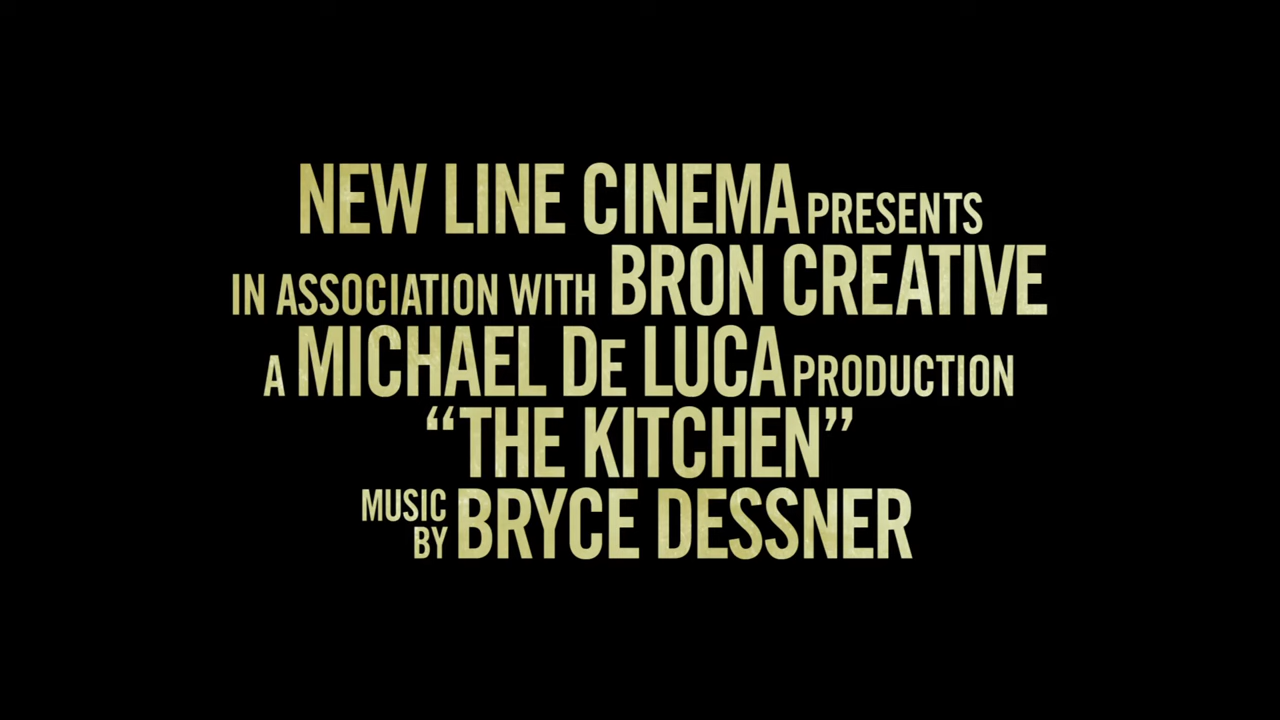 NEW LINE CINEMA PRESENTS
IN ASSOCIATION WITH BRON CREATIVE
A MICHAEL DE LUCA PRODUCTION
“THE KITCHEN”
MUSIC BY BRYCE DESSNER